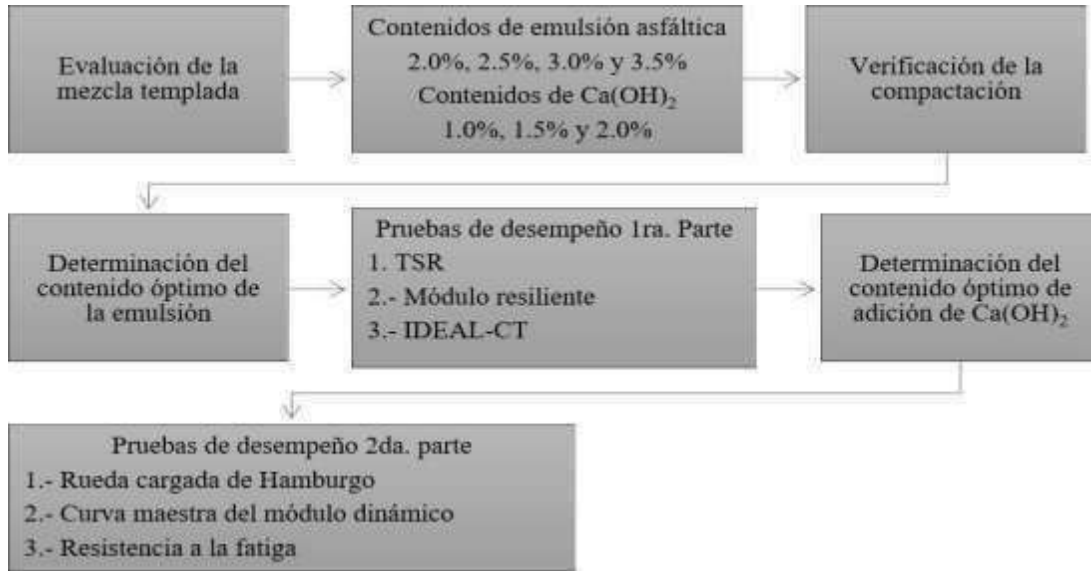 Evaluación de la
mezcla templada
Contenidos de emulsión asfáltica
2.0%, 2.5%, 3.0% y 3.5%
Contenidos de Ca(OH)₂
1.0%, 1.5% y 2.0%
Verificación de la
compactación
Determinación del
contenido óptimo de
la emulsión
Pruebas de desempeño 1ra. Parte
1. TSR
2.- Módulo resiliente
3.- IDEAL-CT
Determinación del
contenido óptimo de
adición de Ca(OH)₂
Pruebas de desempeño 2da. parte
1.- Rueda cargada de Hamburgo
2.- Curva maestra del módulo dinámico
3.- Resistencia a la fatiga